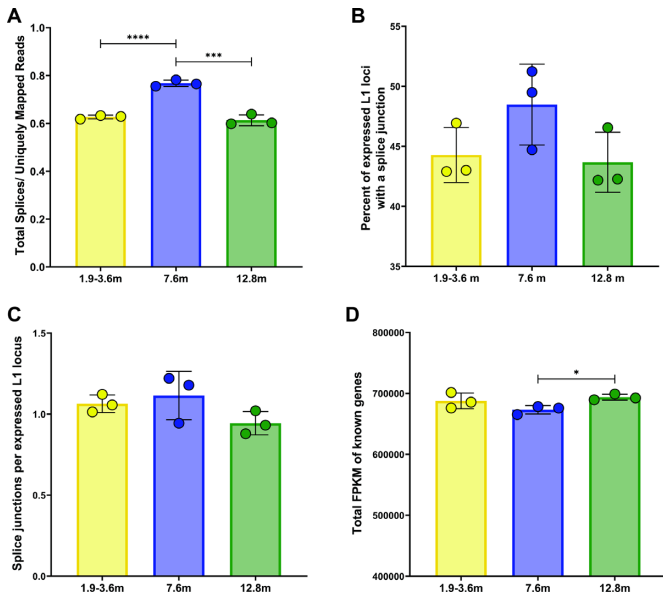 A
Total Splices/ Uniquely Mapped Reads
1.0
0.8
0.6
0.4
0.2
0.0
****
***
1.9-3.6m
7.6m
12.8m
B
Percent of expressed L1 loci
with a splice junction
55
50
45
40
35
1.9-3.6 m
7.6 m
12.8 m
C
Splice junctions per expressed L1 locus
1.5
1.0
0.5
0.0
1.9-3.6m
7.6m
12.8m
D
Total FPKM of known genes
800000
700000
600000
500000
400000
*
1.9-3.6m
7.6m
12.8m